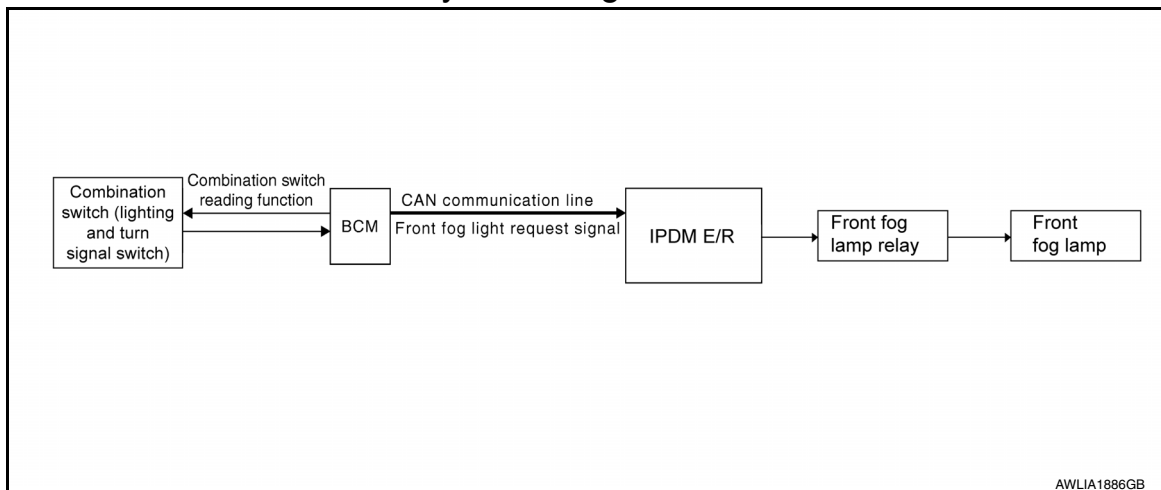 Combination switch
reading function
Combination
switch (lighting
and turn
signal switch)
BCM
CAN communication line
Front fog light request signal
IPDM E/R
Front fog
lamp relay
Front
fog lamp
AWLIA1886GB